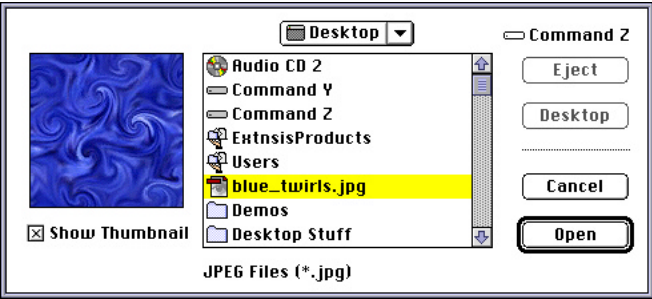 Desktop
Command Z
Audio CD 2
Command Y
Command Z
ExtnsisProducts
Users
blue_twirls.jpg
Demos
Desktop Stuff
Show Thumbnail
Eject
Desktop
Cancel
Open
JPEG Files (*.jpg)